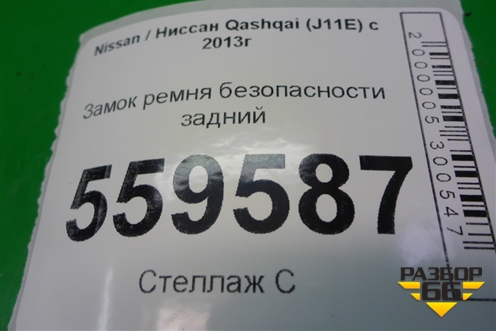 Nissan / Ниссан Qashqai (J11E) с
2013г
Замок ремня безопасности
задний
559587
Стеллаж С
2000005300547
РАЗБОР
66